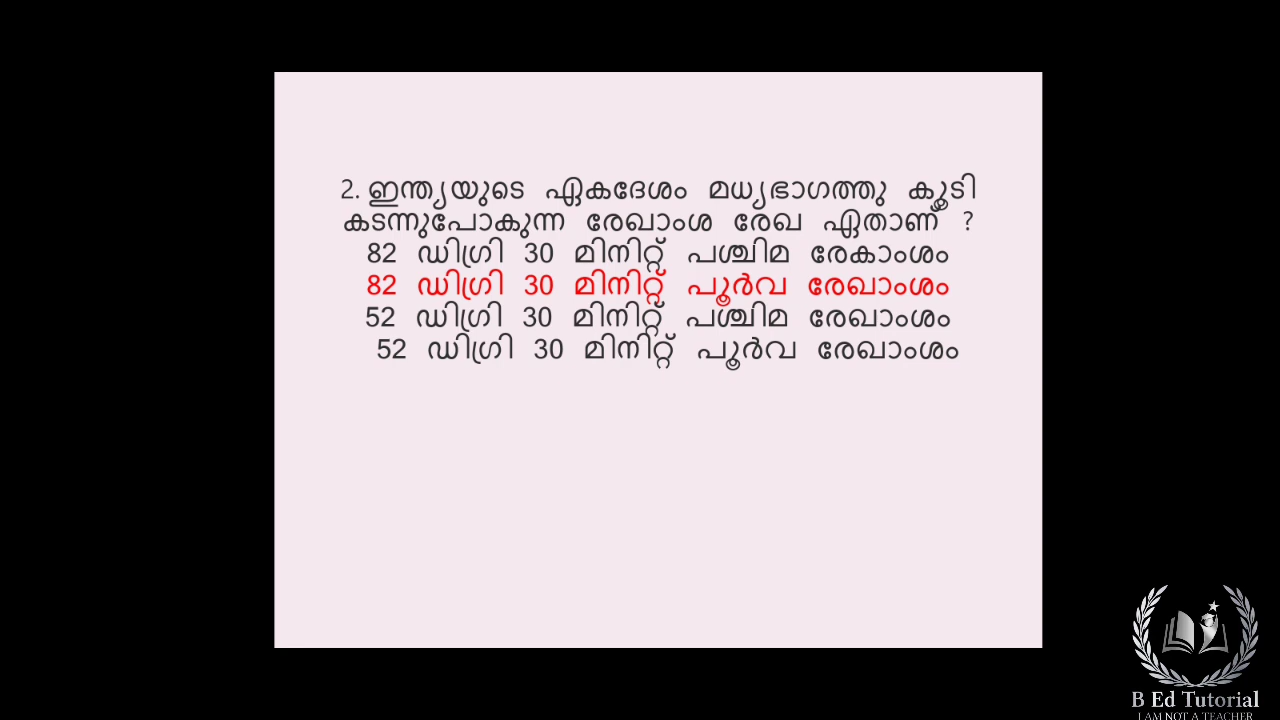 2. ഇന്ത്യയുടെ ഏകദേശം മധ്യഭാഗത്തു കൂടി
കടന്നുപോകുന്ന രേഖാംശ രേഖ ഏതാണ് ?
82 ഡിഗ്രി 30 മിനിറ്റ് പശ്ചിമ രേകാംശം
82 ഡിഗ്രി 30 മിനിറ്റ് പൂർവ രേഖാംശം
52 ഡിഗ്രി 30 മിനിറ്റ് പശ്ചിമ രേഖാംശം
52 ഡിഗ്രി 30 മിനിറ്റ് പൂർവ രേഖാംശം
B Ed Tutorial
I AM NOT A TEACHER